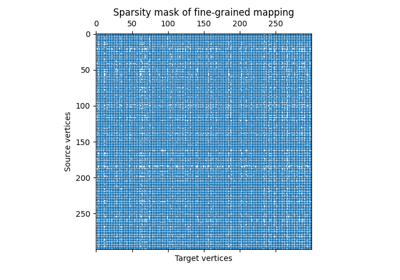 Sparsity mask of fine-grained mapping
0 50 100 150 200 250
0
50
100
150
200
250
Source vertices
Target vertices